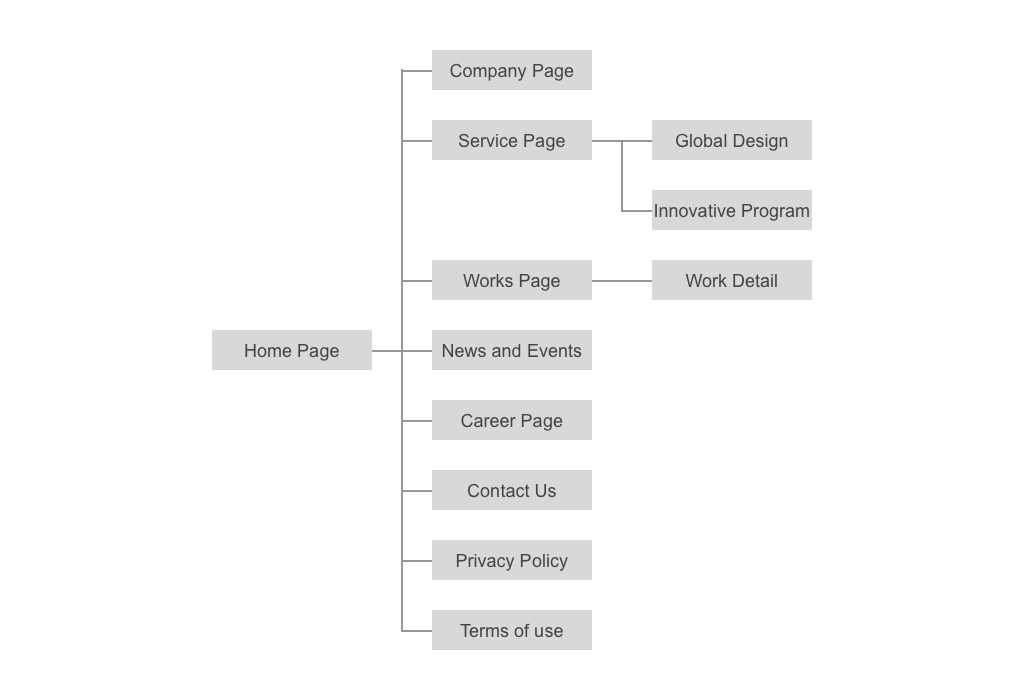 Company Page
Service Page
Global Design
Innovative Program
Works Page
Work Detail
Home Page
News and Events
Career Page
Contact Us
Privacy Policy
Terms of use